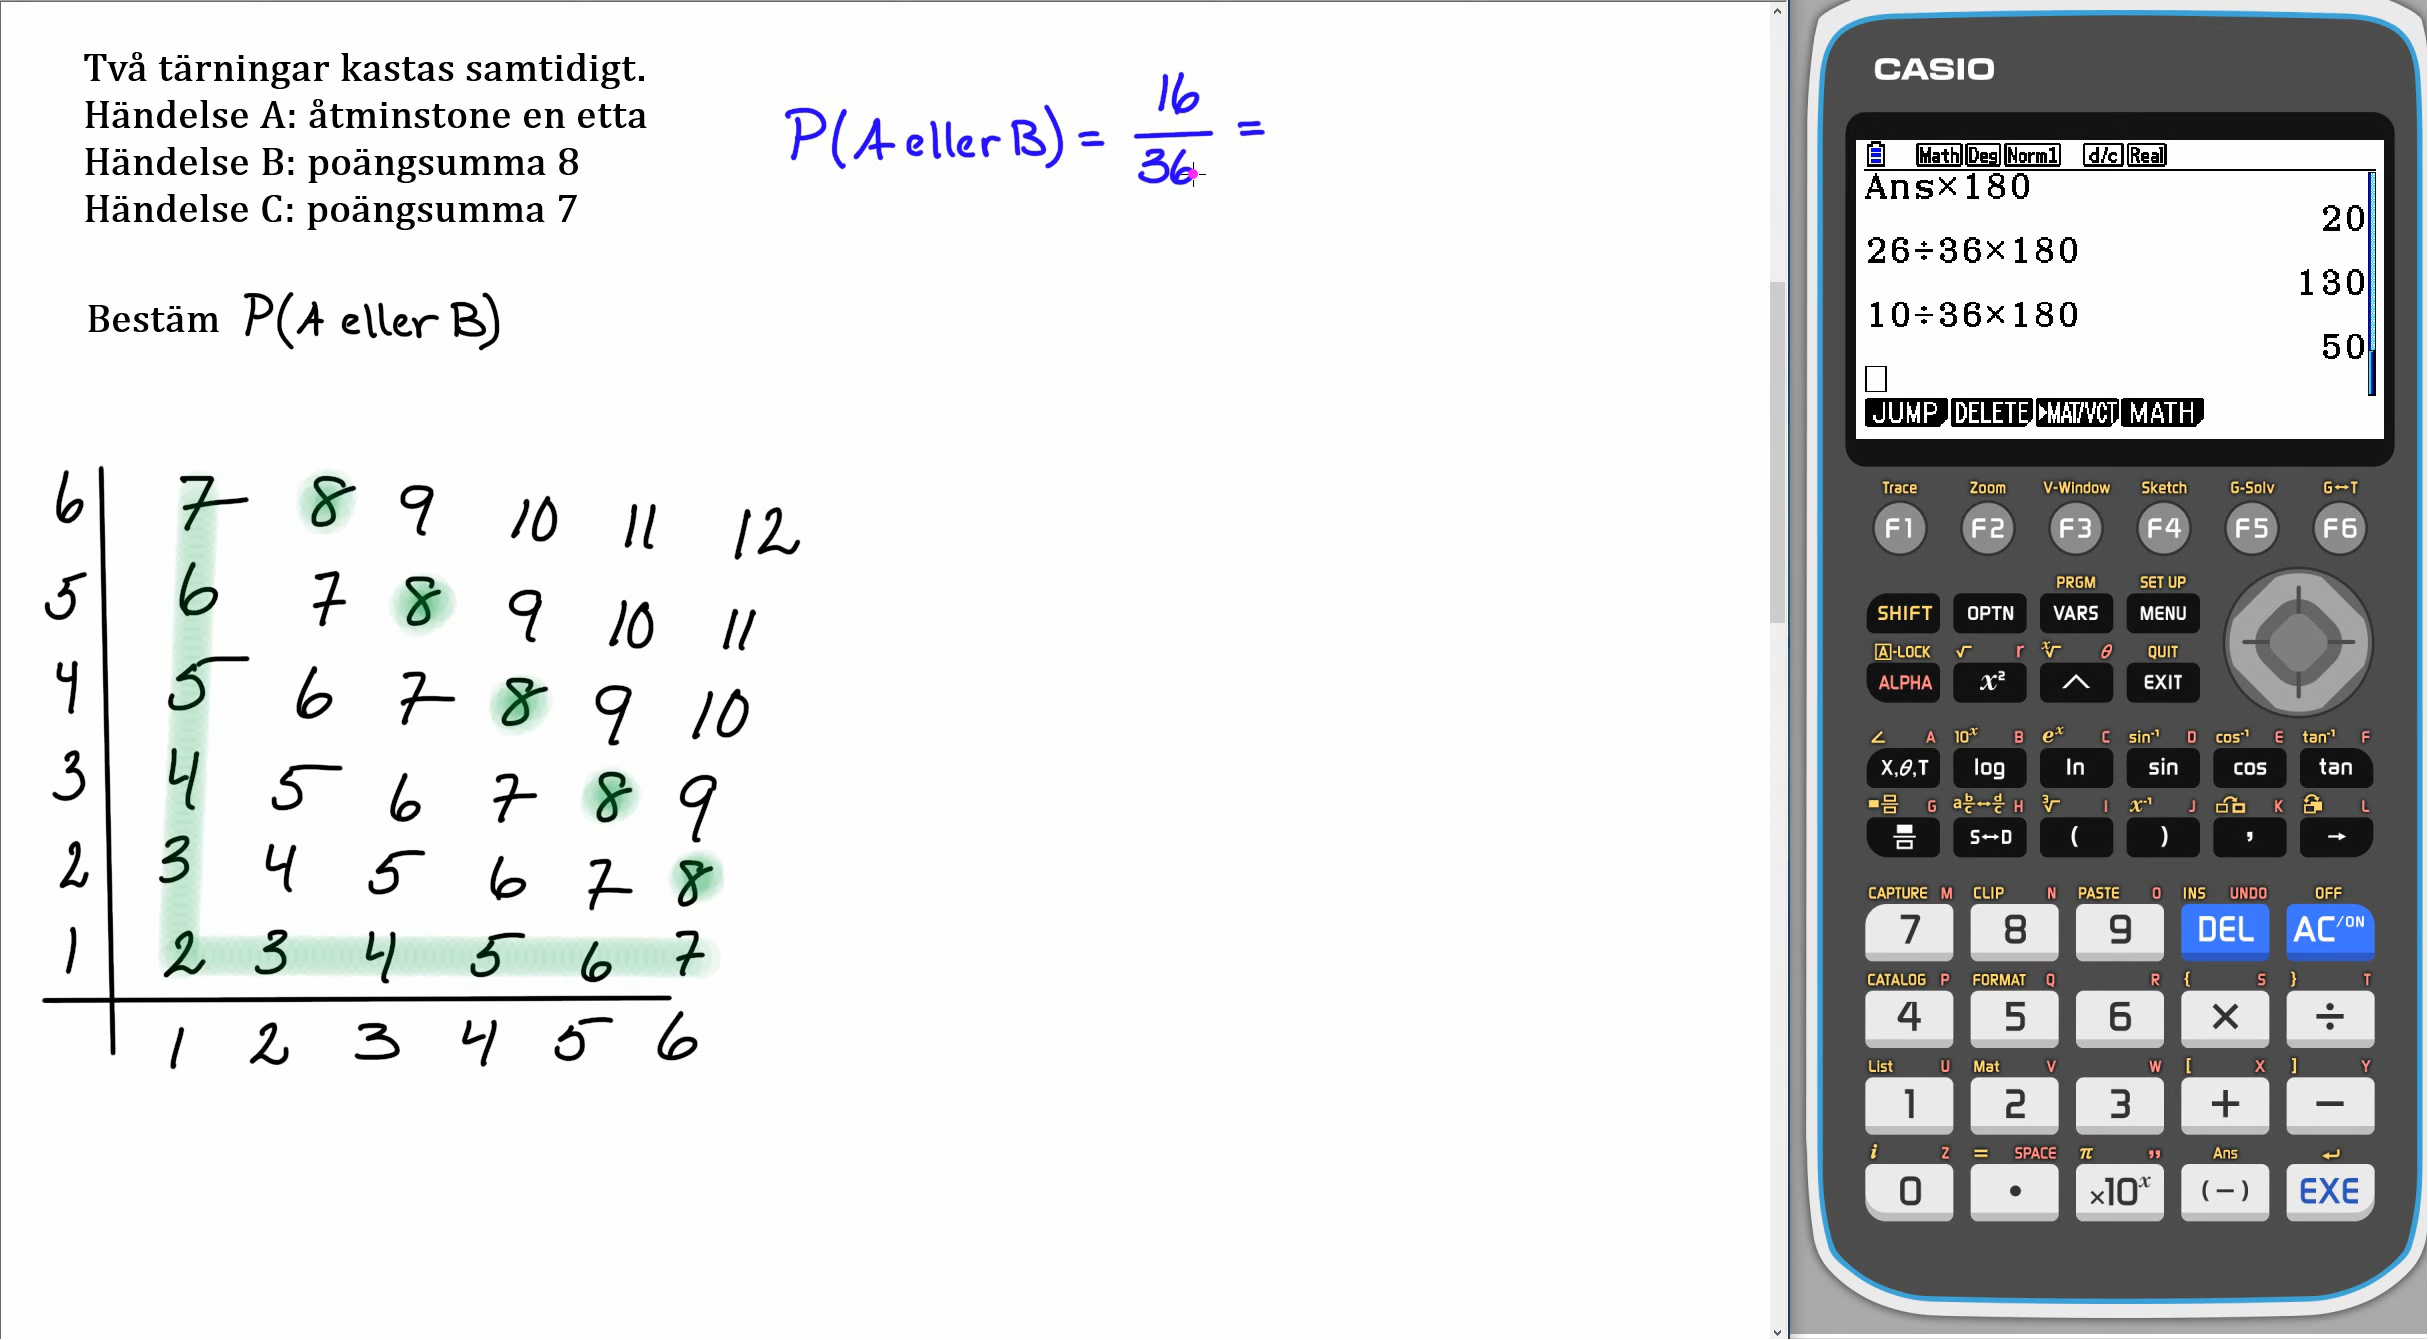 Två tärningar kastas samtidigt.
Händelse A: åtminstone en etta
Händelse B: poängsumma 8
Händelse C: poängsumma 7
Bestäm P(A eller B)
P(A eller B) = 16/36 =
6 7 8 9 10 11 12
5 6 7 8 9 10 11
4 5 6 7 8 9 10
3 4 5 6 7 8 9
2 3 4 5 6 7 8
1 2 3 4 5 6 7
1 2 3 4 5 6
CASIO
Math Deg Norm1 d/c Real
Ans×180
20
26÷36×180
130
10÷36×180
50
JUMP DELETE ▶MAT/VCT MATH
Trace Zoom V-Window Sketch G-Solv G↔T
F1 F2 F3 F4 F5 F6
PRGM SET UP
SHIFT OPTN VARS MENU
A-LOCK √ r ˣ√ θ QUIT
ALPHA x² ^ EXIT
∠ A 10ˣ B eˣ C sin⁻¹ D cos⁻¹ E tan⁻¹ F
X,θ,T log ln sin cos tan
G a b/c↔d/c H ³√ I x⁻¹ J K L
S↔D ( ) , →
CAPTURE M CLIP N PASTE O INS UNDO OFF
7 8 9 DEL AC/ON
CATALOG P FORMAT Q R { S } T
4 5 6 × ÷
List U Mat V W [ X ] Y
1 2 3 + −
i Z = SPACE π " Ans ↵
0 . ×10ˣ (−) EXE